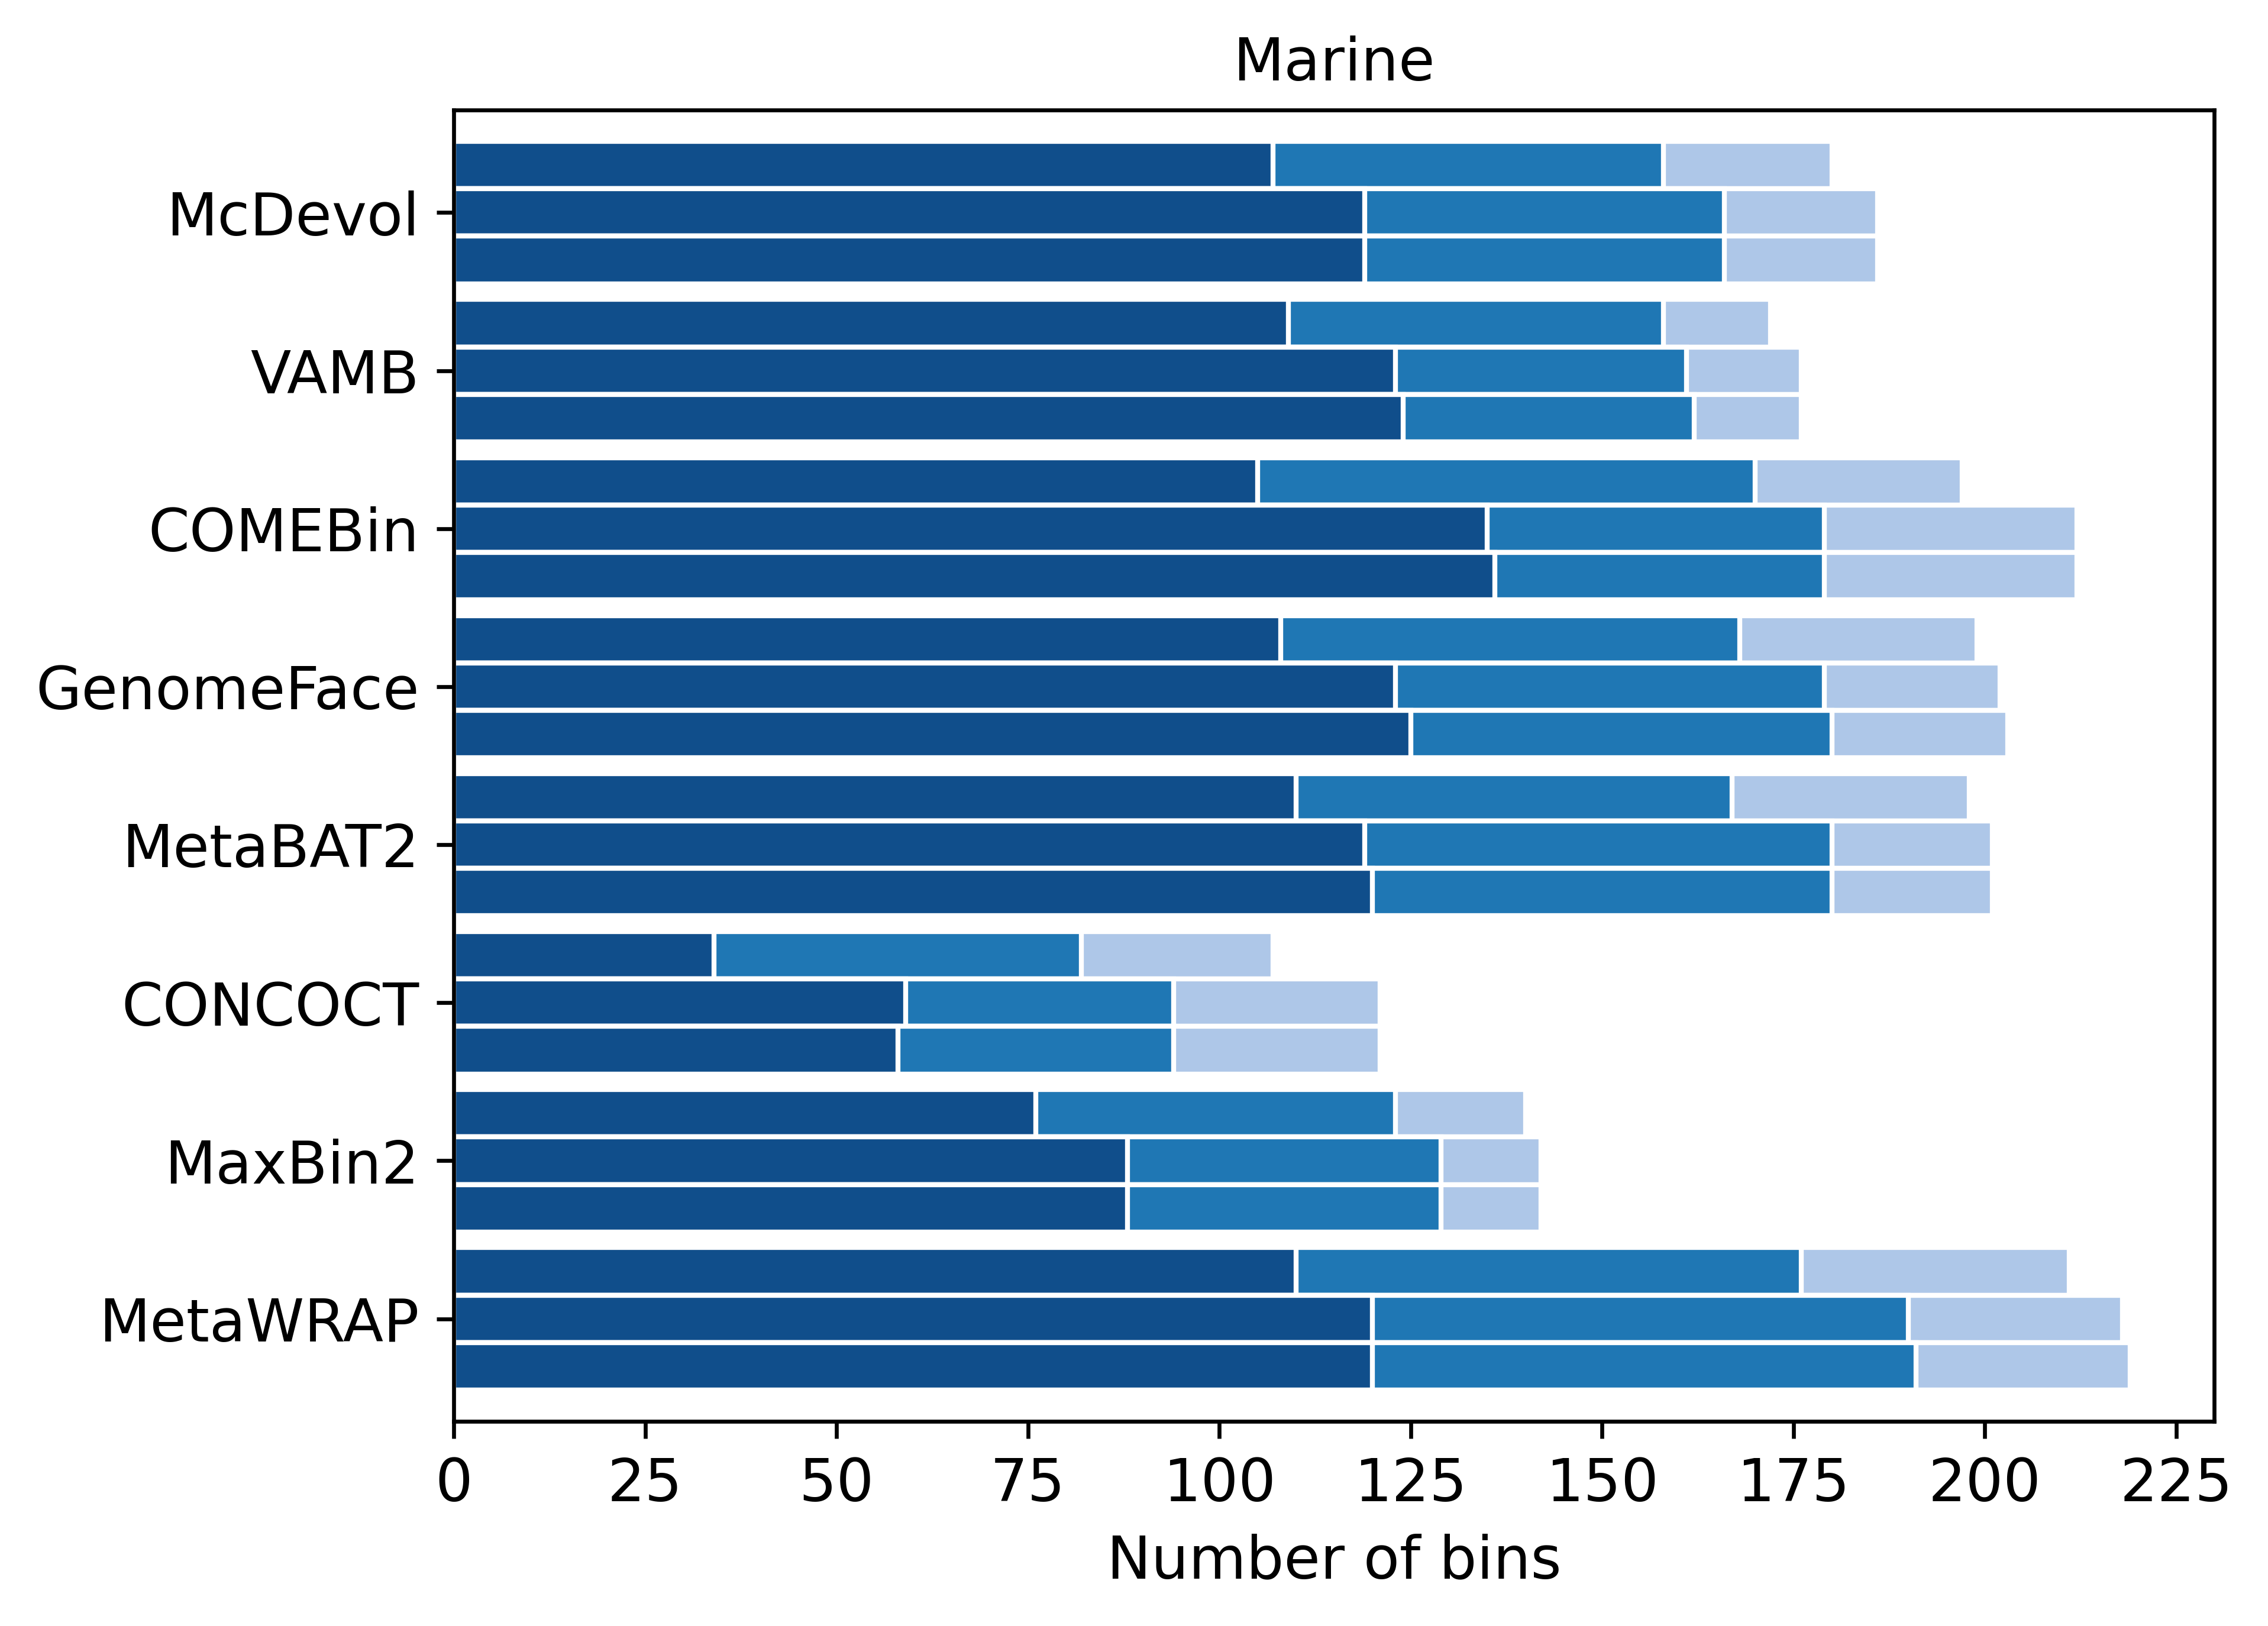 Marine
McDevol
VAMB
COMEBin
GenomeFace
MetaBAT2
CONCOCT
MaxBin2
MetaWRAP
0 25 50 75 100 125 150 175 200 225
Number of bins